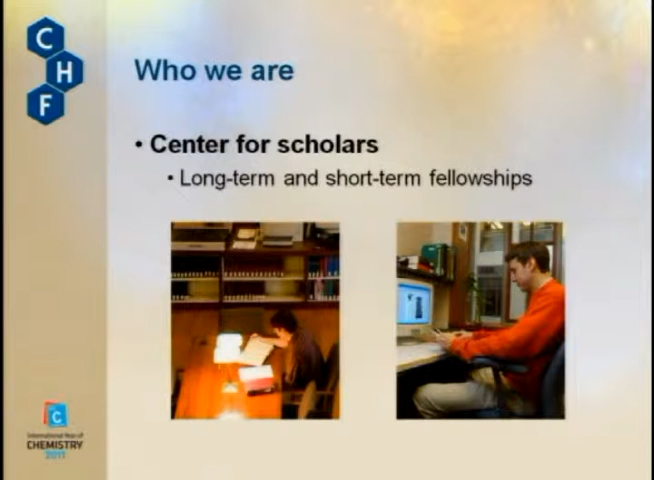 C
H
F
Who we are
• Center for scholars
• Long-term and short-term fellowships
C
International Year of
CHEMISTRY
2011